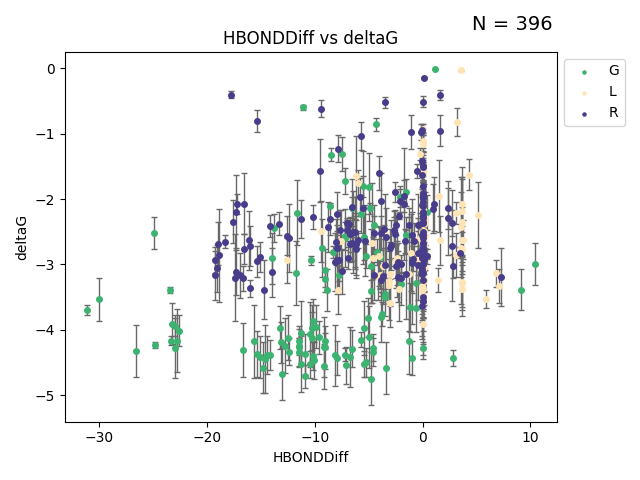 N = 396
HBONDDiff vs deltaG
G
L
R
deltaG
0
−1
−2
−3
−4
−5
−30
−20
−10
0
10
HBONDDiff